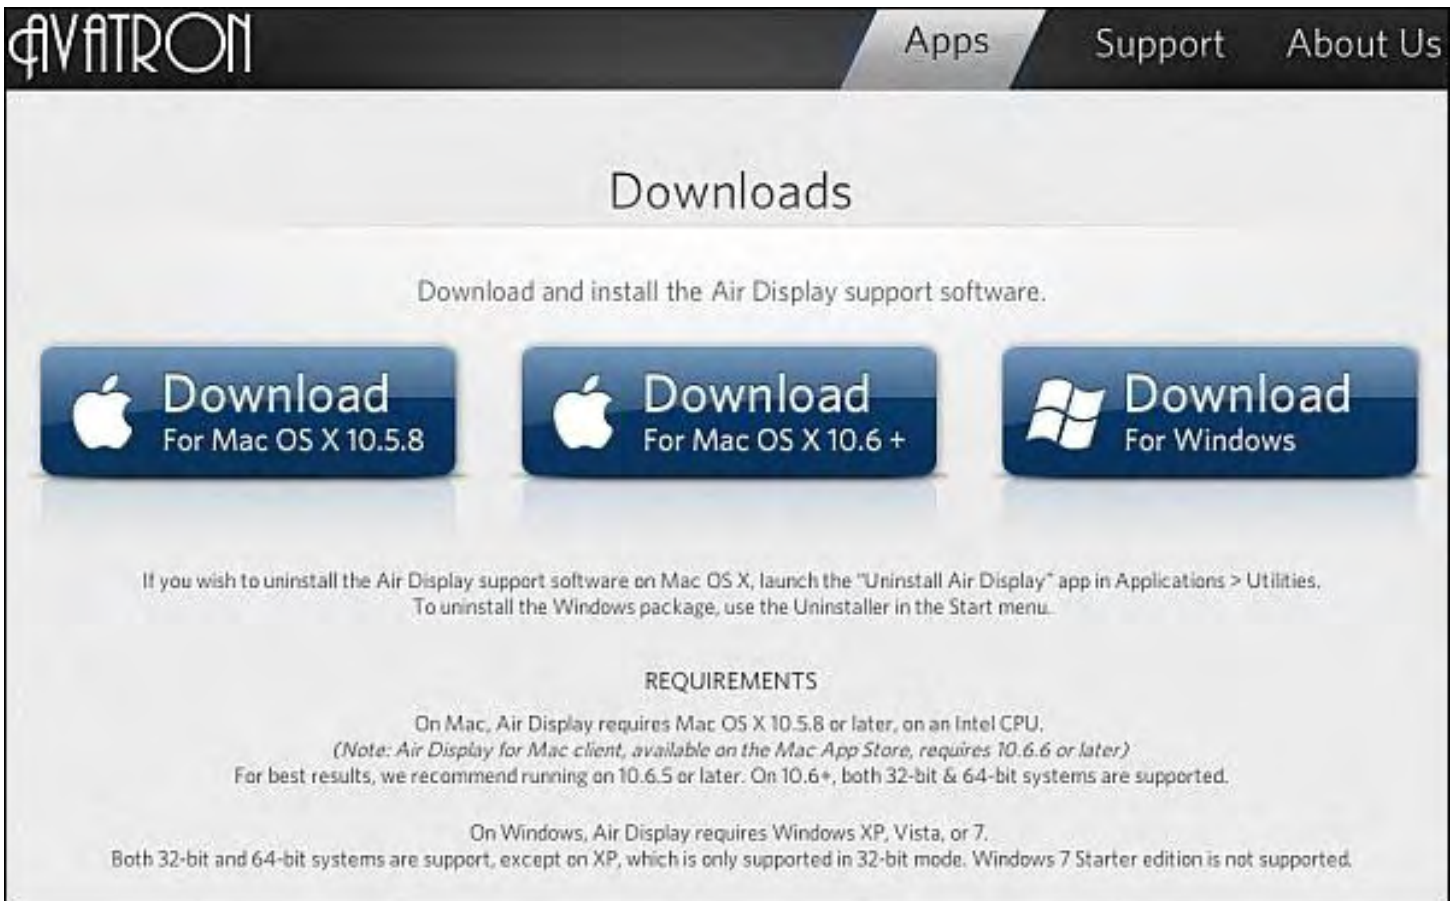 AVATRON
Apps Support About Us
Downloads
Download and install the Air Display support software.
Download
For Mac OS X 10.5.8
Download
For Mac OS X 10.6 +
Download
For Windows
If you wish to uninstall the Air Display support software on Mac OS X, launch the "Uninstall Air Display" app in Applications > Utilities.
To uninstall the Windows package, use the Uninstaller in the Start menu.
REQUIREMENTS
On Mac, Air Display requires Mac OS X 10.5.8 or later, on an Intel CPU.
(Note: Air Display for Mac client, available on the Mac App Store, requires 10.6.6 or later)
For best results, we recommend running on 10.6.5 or later. On 10.6+, both 32-bit & 64-bit systems are supported.
On Windows, Air Display requires Windows XP, Vista, or 7.
Both 32-bit and 64-bit systems are support, except on XP, which is only supported in 32-bit mode. Windows 7 Starter edition is not supported.